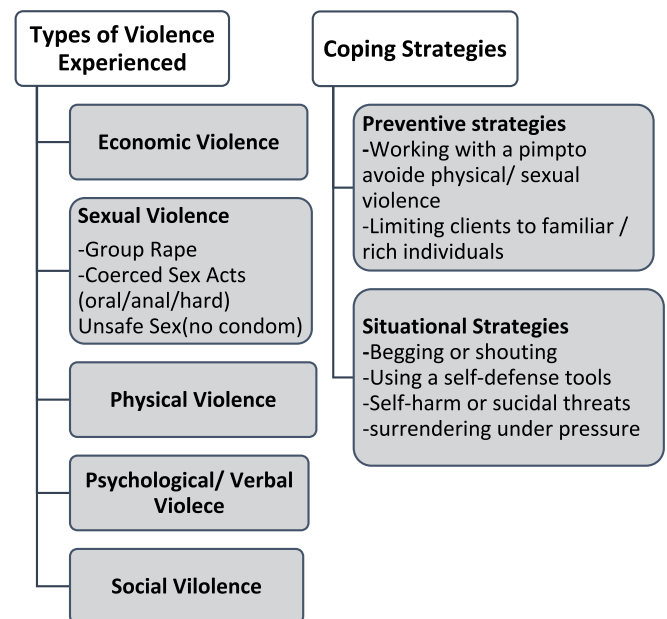 Types of Violence
Experienced
Economic Violence
Sexual Violence
-Group Rape
-Coerced Sex Acts
(oral/anal/hard)
Unsafe Sex(no condom)
Physical Violence
Psychological/ Verbal
Violece
Social Vilolence
Coping Strategies
Preventive strategies
-Working with a pimpto
avoide physical/ sexual
violence
-Limiting clients to familiar /
rich individuals
Situational Strategies
-Begging or shouting
-Using a self-defense tools
-Self-harm or sucidal threats
-surrendering under pressure